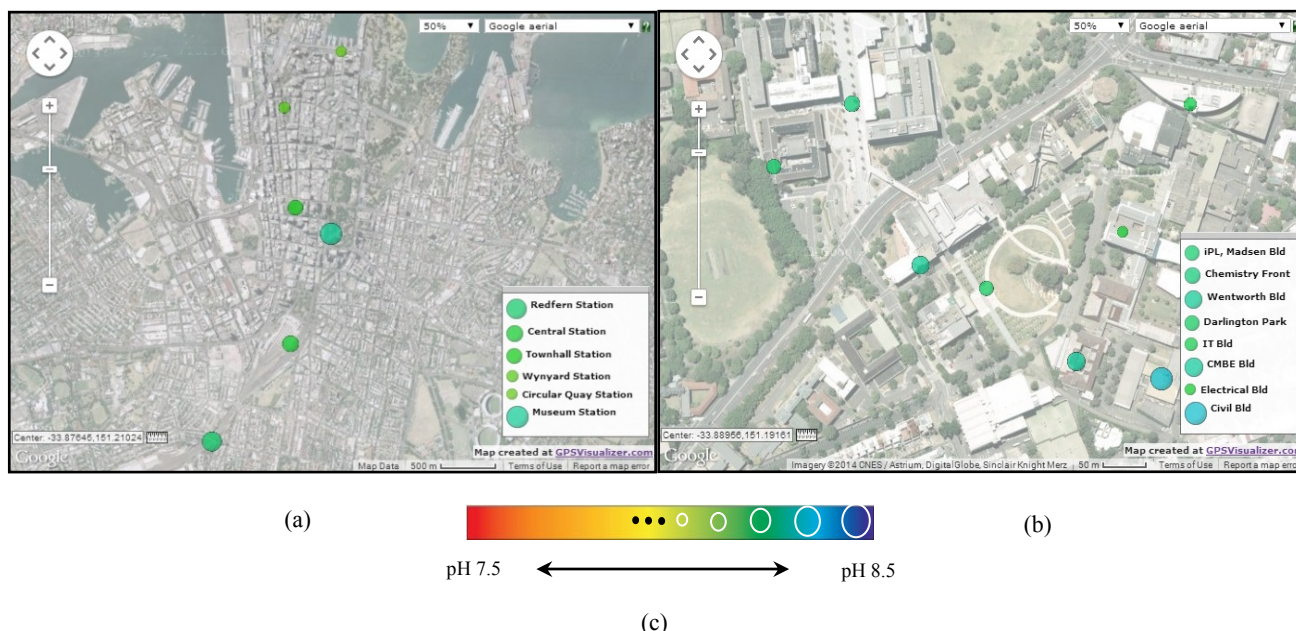 50%
Google aerial
Redfern Station
Central Station
Townhall Station
Wynyard Station
Circular Quay Station
Museum Station
Center: -33.87645,151.21024
Map created at GPSVisualizer.com
Google
Map Data
500 m
Terms of Use
Report a map error
50%
Google aerial
iPL, Madsen Bld
Chemistry Front
Wentworth Bld
Darlington Park
IT Bld
CMBE Bld
Electrical Bld
Civil Bld
Center: -33.88956,151.19161
Map created at GPSVisualizer.com
Google
Imagery ©2014 CNES / Astrium, DigitalGlobe, Sinclair Knight Merz
50 m
Terms of Use
Report a map error
(a)
(b)
pH 7.5
pH 8.5
(c)